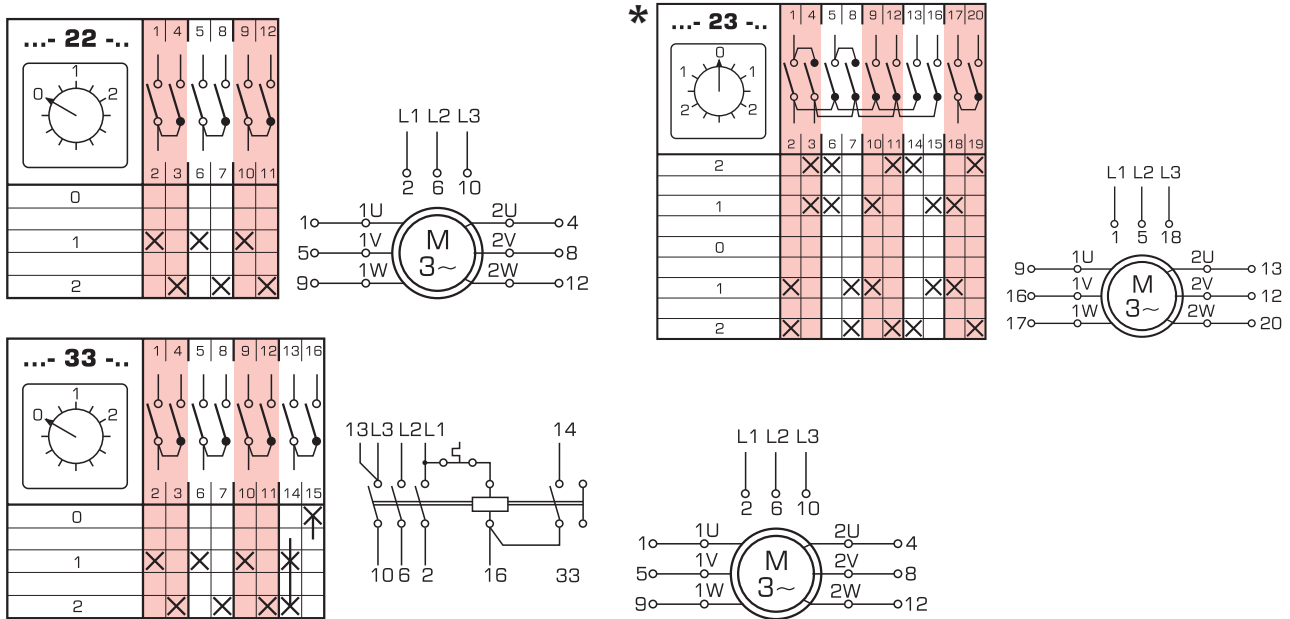 ...- 22 -..
1 4 5 8 9 12
0 1 2
2 3 6 7 10 11
0
1
2
L1 L2 L3
2 6 10
1 1U 2U 4
5 1V M 2V 8
9 1W 3~ 2W 12
*
...- 23 -..
1 4 5 8 9 12 13 16 17 20
0
1 1
2 2
2 3 6 7 10 11 14 15 18 19
2
1
0
1
2
L1 L2 L3
1 5 18
9 1U 2U 13
16 1V M 2V 12
17 1W 3~ 2W 20
...- 33 -..
1 4 5 8 9 12 13 16
0 1 2
2 3 6 7 10 11 14 15
0
1
2
13 L3 L2 L1 14
10 6 2 16 33
L1 L2 L3
2 6 10
1 1U 2U 4
5 1V M 2V 8
9 1W 3~ 2W 12